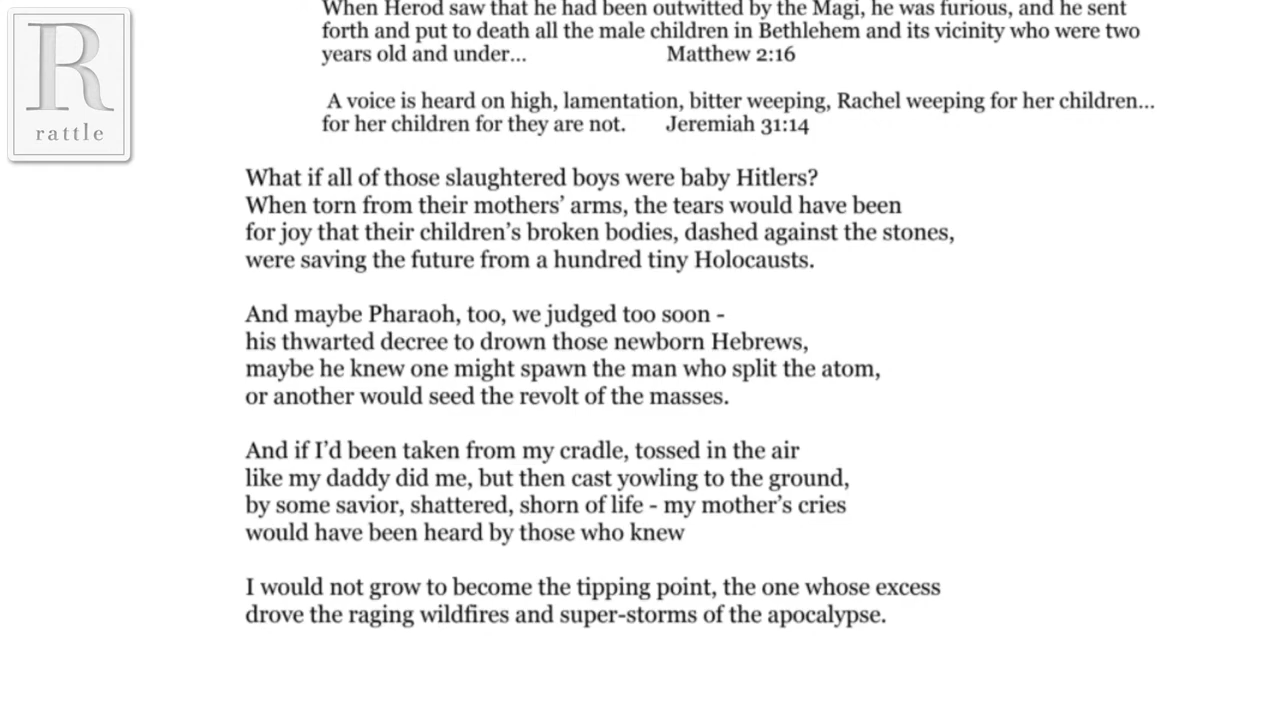 When Herod saw that he had been outwitted by the Magi, he was furious, and he sent
forth and put to death all the male children in Bethlehem and its vicinity who were two
years old and under... Matthew 2:16
A voice is heard on high, lamentation, bitter weeping, Rachel weeping for her children...
for her children for they are not. Jeremiah 31:14
R
rattle
What if all of those slaughtered boys were baby Hitlers?
When torn from their mothers’ arms, the tears would have been
for joy that their children’s broken bodies, dashed against the stones,
were saving the future from a hundred tiny Holocausts.
And maybe Pharaoh, too, we judged too soon -
his thwarted decree to drown those newborn Hebrews,
maybe he knew one might spawn the man who split the atom,
or another would seed the revolt of the masses.
And if I’d been taken from my cradle, tossed in the air
like my daddy did me, but then cast yowling to the ground,
by some savior, shattered, shorn of life - my mother’s cries
would have been heard by those who knew
I would not grow to become the tipping point, the one whose excess
drove the raging wildfires and super-storms of the apocalypse.